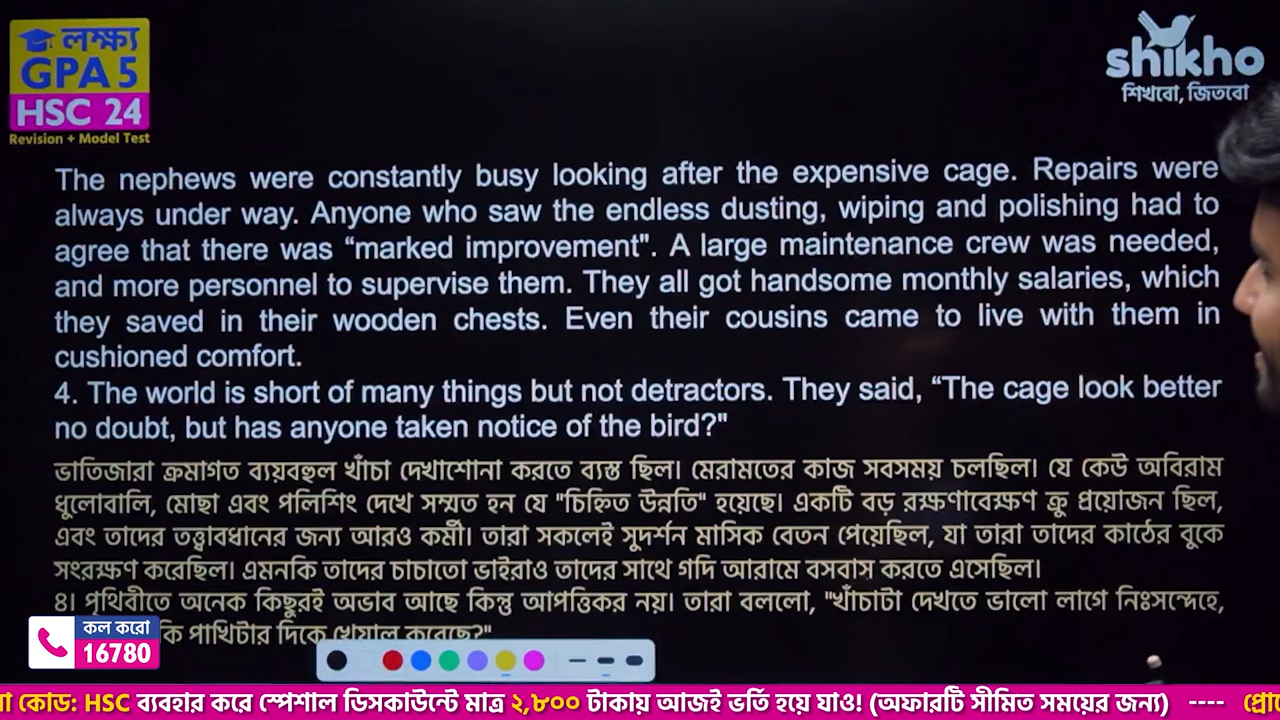 লক্ষ্য
GPA 5
HSC 24
Revision + Model Test
shikho
শিখবো, জিতবো
The nephews were constantly busy looking after the expensive cage. Repairs were
always under way. Anyone who saw the endless dusting, wiping and polishing had to
agree that there was “marked improvement". A large maintenance crew was needed,
and more personnel to supervise them. They all got handsome monthly salaries, which
they saved in their wooden chests. Even their cousins came to live with them in
cushioned comfort.
4. The world is short of many things but not detractors. They said, “The cage look better
no doubt, but has anyone taken notice of the bird?"
ভাতিজারা ক্রমাগত ব্যয়বহুল খাঁচা দেখাশোনা করতে ব্যস্ত ছিল। মেরামতের কাজ সবসময় চলছিল। যে কেউ অবিরাম
ধুলোবালি, মোছা এবং পলিশিং দেখে সম্মত হন যে "চিহ্নিত উন্নতি" হয়েছে। একটি বড় রক্ষণাবেক্ষণ ক্রু প্রয়োজন ছিল,
এবং তাদের তত্ত্বাবধানের জন্য আরও কর্মী। তারা সকলেই সুদর্শন মাসিক বেতন পেয়েছিল, যা তারা তাদের কাঠের বুকে
সংরক্ষণ করেছিল। এমনকি তাদের চাচাতো ভাইরাও তাদের সাথে গদি আরামে বসবাস করতে এসেছিল।
৪। পৃথিবীতে অনেক কিছুরই অভাব আছে কিন্তু আপত্তিকর নয়। তারা বললো, "খাঁচাটা দেখতে ভালো লাগে নিঃসন্দেহে,
কি পাখিটার দিকে খেয়াল করেছে?"
কল করো
16780
কোড: HSC ব্যবহার করে স্পেশাল ডিসকাউন্টে মাত্র ২,৮০০ টাকায় আজই ভর্তি হয়ে যাও! (অফারটি সীমিত সময়ের জন্য) ----